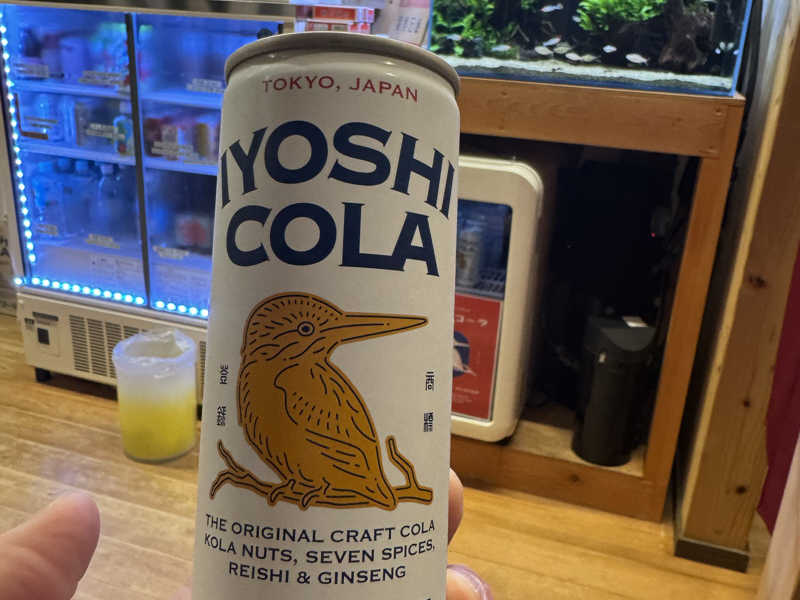 TOKYO, JAPAN
IYOSHI
COLA
THE ORIGINAL CRAFT COLA
KOLA NUTS, SEVEN SPICES,
REISHI & GINSENG